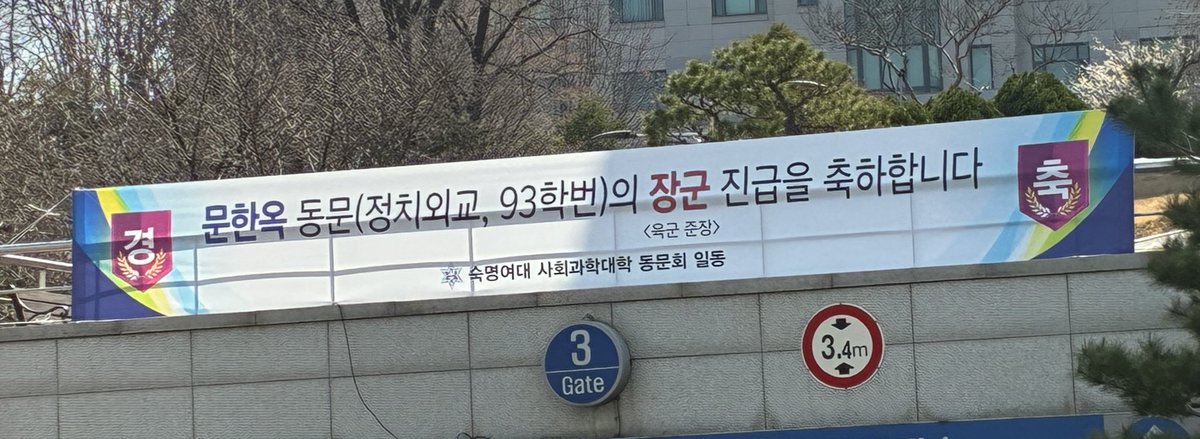 경
문한옥 동문(정치외교, 93학번)의 장군 진급을 축하합니다
<육군 준장>
숙명여대 사회과학대학 동문회 일동
축
3
Gate
3.4m